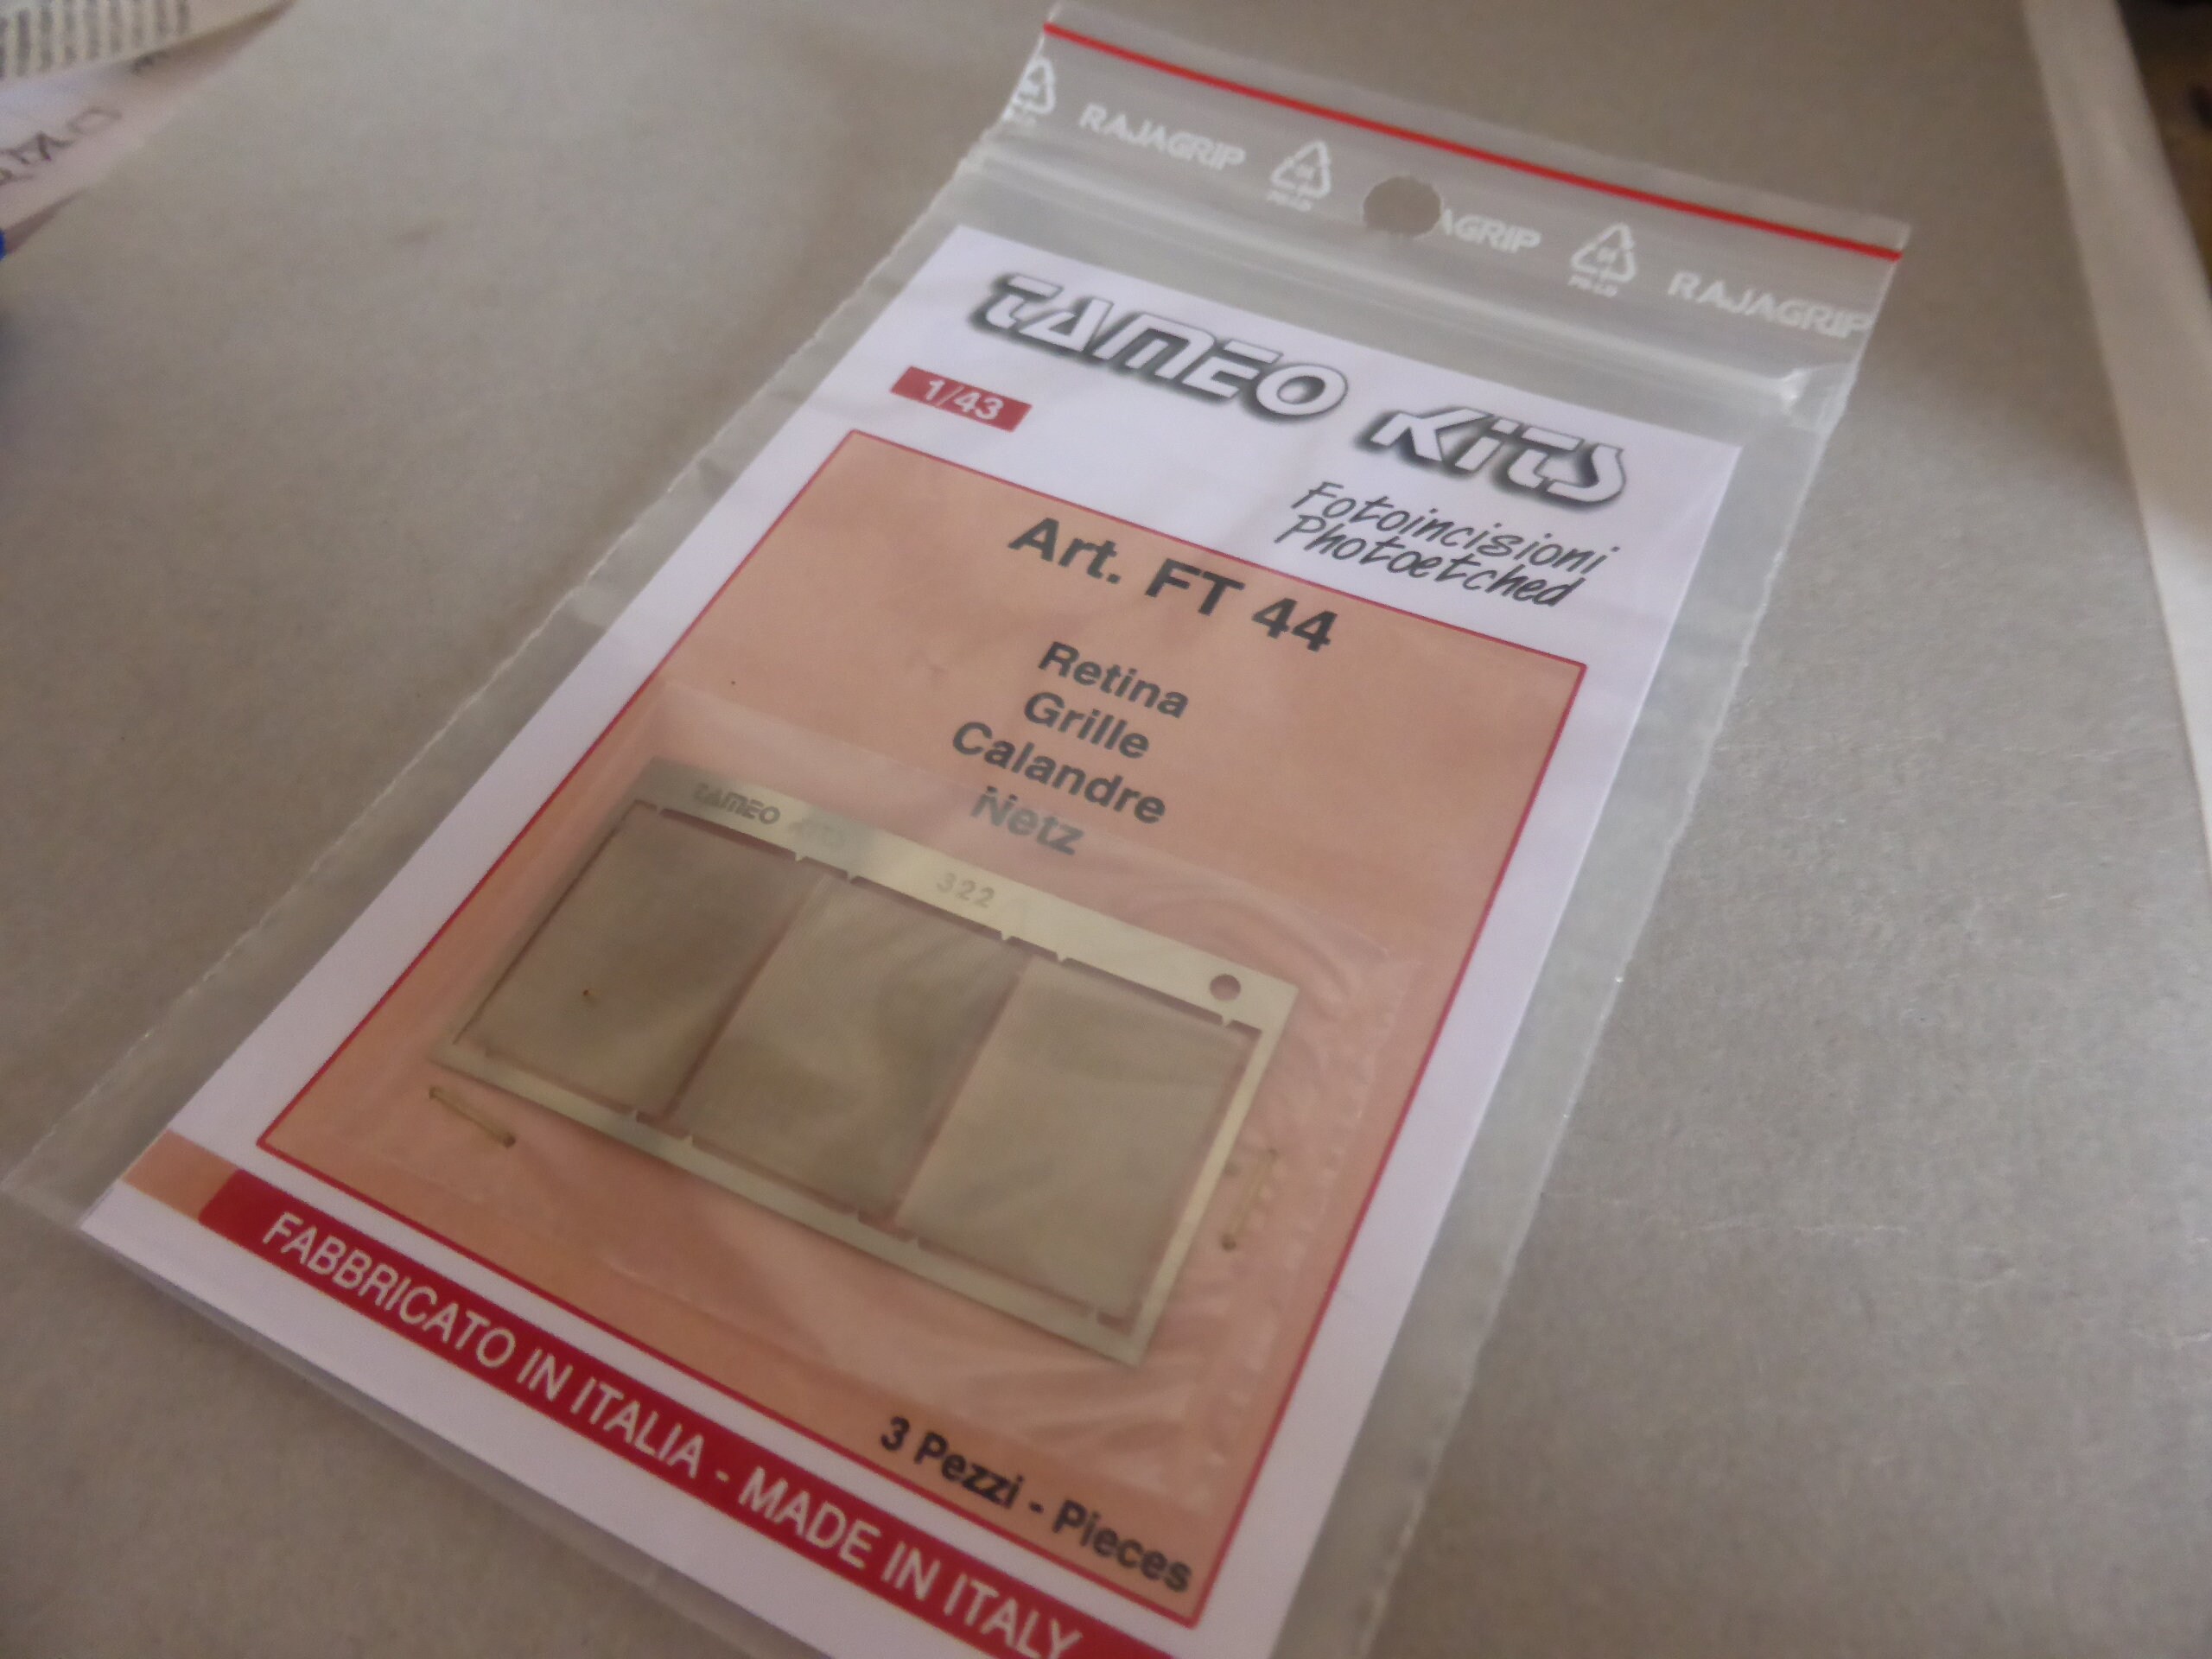 RAJAGRIP AGRIP RAJAGRIP
TAMEO KITS
1/43
Fotoincisioni
Photoetched
Art. FT 44
Retina
Grille
Calandre
Netz
TAMEO KITS
322
3 Pezzi - Pieces
FABBRICATO IN ITALIA - MADE IN ITALY